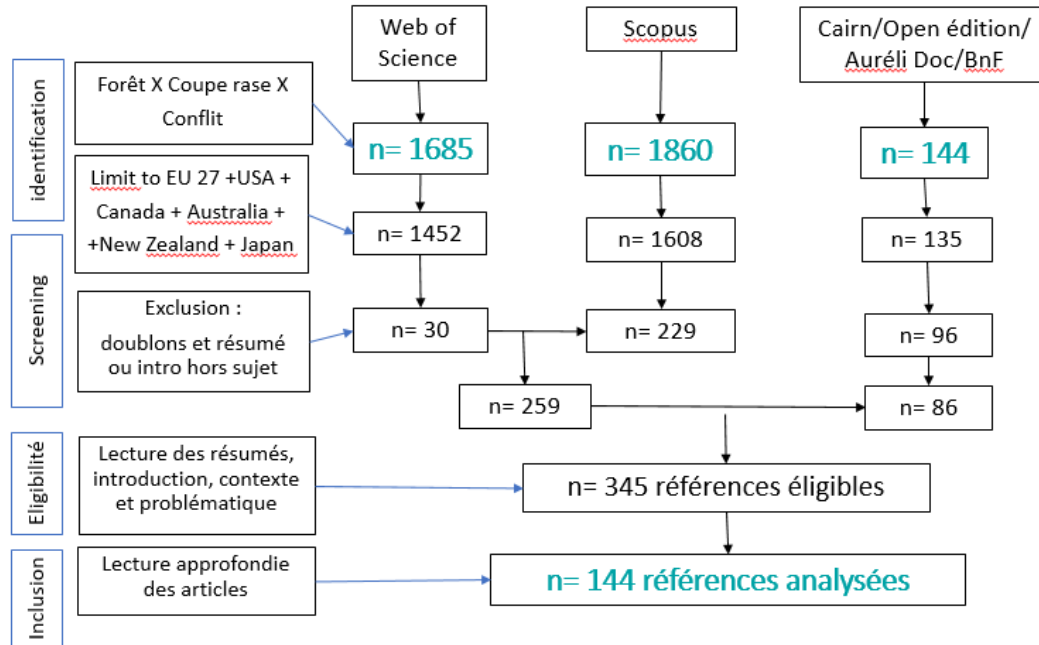 Web of
Science
Scopus
Cairn/Open édition/
Auréli Doc/BnF
identification
Forêt X Coupe rase X
Conflit
n= 1685
n= 1860
n= 144
Limit to EU 27 +USA +
Canada + Australia +
+New Zealand + Japan
n= 1452
n= 1608
n= 135
Screening
Exclusion :
doublons et résumé
ou intro hors sujet
n= 30
n= 229
n= 96
n= 259
n= 86
Eligibilité
Lecture des résumés,
introduction, contexte
et problématique
n= 345 références éligibles
Inclusion
Lecture approfondie
des articles
n= 144 références analysées